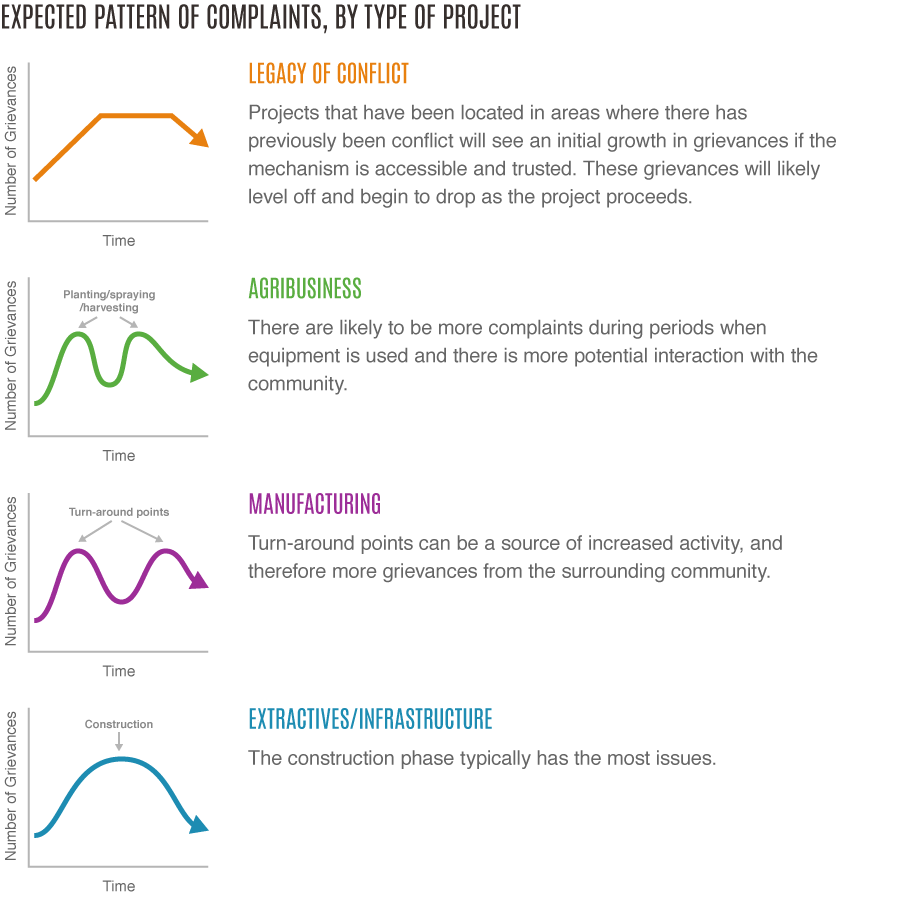 EXPECTED PATTERN OF COMPLAINTS, BY TYPE OF PROJECT
Number of Grievances
Time
LEGACY OF CONFLICT
Projects that have been located in areas where there has
previously been conflict will see an initial growth in grievances if the
mechanism is accessible and trusted. These grievances will likely
level off and begin to drop as the project proceeds.
Number of Grievances
Planting/spraying
/harvesting
Time
AGRIBUSINESS
There are likely to be more complaints during periods when
equipment is used and there is more potential interaction with the
community.
Number of Grievances
Turn-around points
Time
MANUFACTURING
Turn-around points can be a source of increased activity, and
therefore more grievances from the surrounding community.
Number of Grievances
Construction
Time
EXTRACTIVES/INFRASTRUCTURE
The construction phase typically has the most issues.